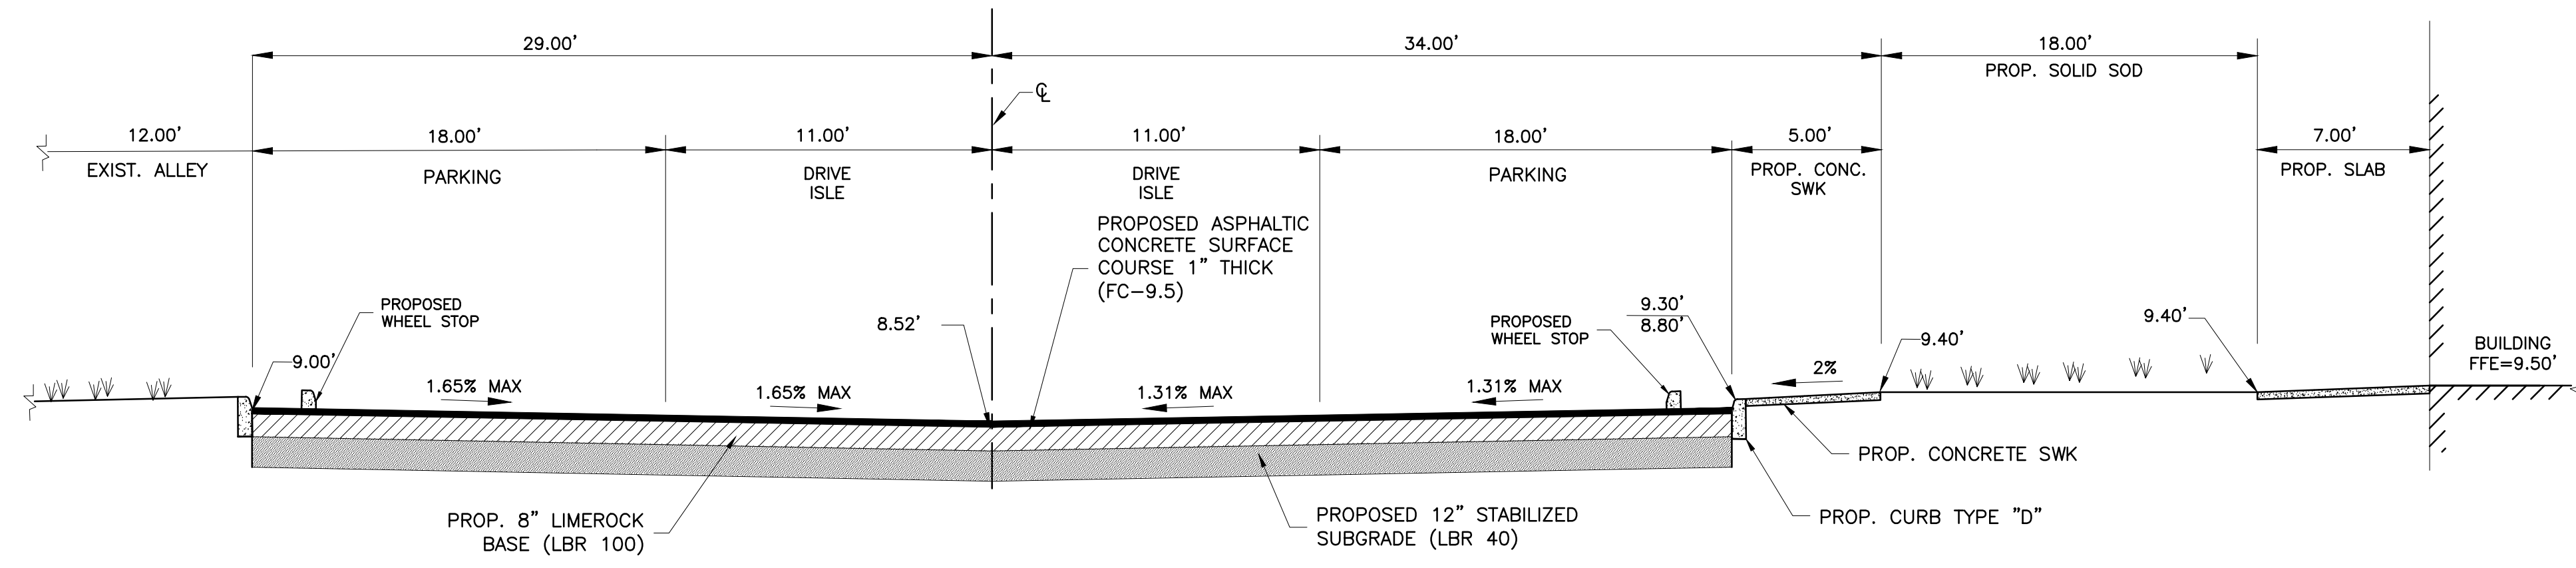 29.00'
34.00'
18.00'
PROP. SOLID SOD
℄
12.00'
EXIST. ALLEY
18.00'
PARKING
11.00'
DRIVE
ISLE
11.00'
DRIVE
ISLE
18.00'
PARKING
5.00'
PROP. CONC.
SWK
7.00'
PROP. SLAB
PROPOSED ASPHALTIC
CONCRETE SURFACE
COURSE 1" THICK
(FC-9.5)
PROPOSED
WHEEL STOP
8.52'
9.30'
8.80'
PROPOSED
WHEEL STOP
9.40'
9.40'
BUILDING
FFE=9.50'
9.00'
1.65% MAX
1.65% MAX
1.31% MAX
1.31% MAX
2%
PROP. CONCRETE SWK
PROP. 8" LIMEROCK
BASE (LBR 100)
PROPOSED 12" STABILIZED
SUBGRADE (LBR 40)
PROP. CURB TYPE "D"